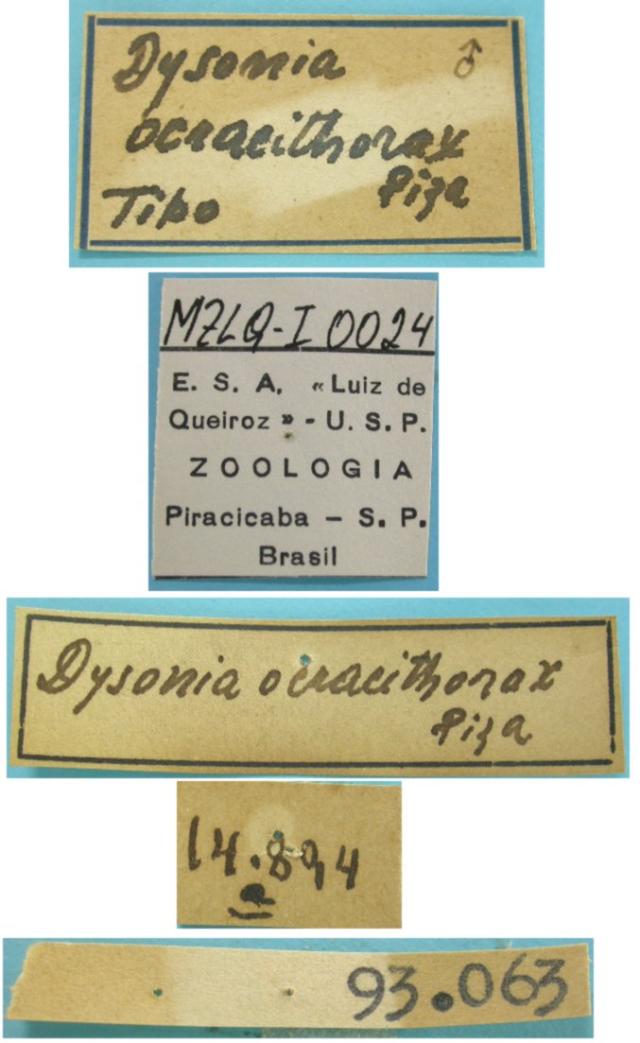 Dysonia ♂
ocracithorax
Piza
Tipo
MZLQ-I 0024
E. S. A. «Luiz de
Queiroz» - U. S. P.
ZOOLOGIA
Piracicaba - S. P.
Brasil
Dysonia ocracithorax
Piza
14.894
93.063